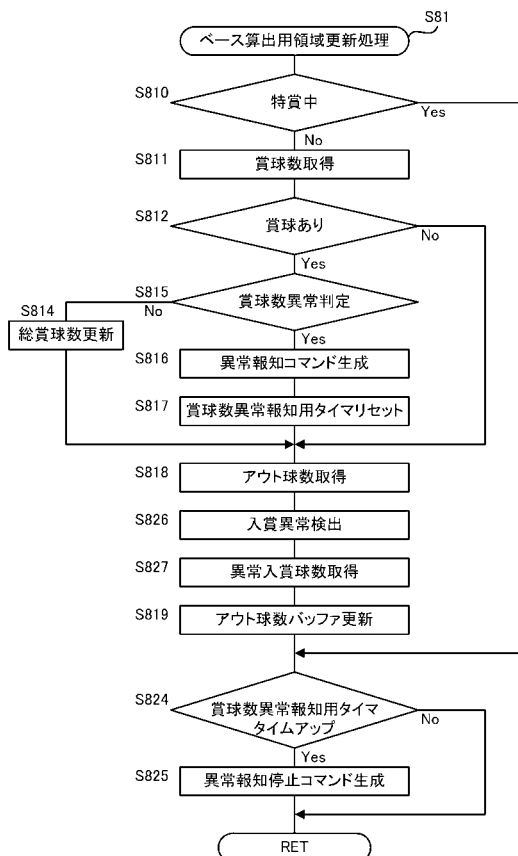 S81
ベース算出用領域更新処理
S810
特賞中
Yes
No
S811
賞球数取得
S812
賞球あり
No
Yes
S815
賞球数異常判定
No
Yes
S814
総賞球数更新
S816
異常報知コマンド生成
S817
賞球数異常報知用タイマリセット
S818
アウト球数取得
S826
入賞異常検出
S827
異常入賞球数取得
S819
アウト球数バッファ更新
S824
賞球数異常報知用タイマ
タイムアップ
No
Yes
S825
異常報知停止コマンド生成
RET